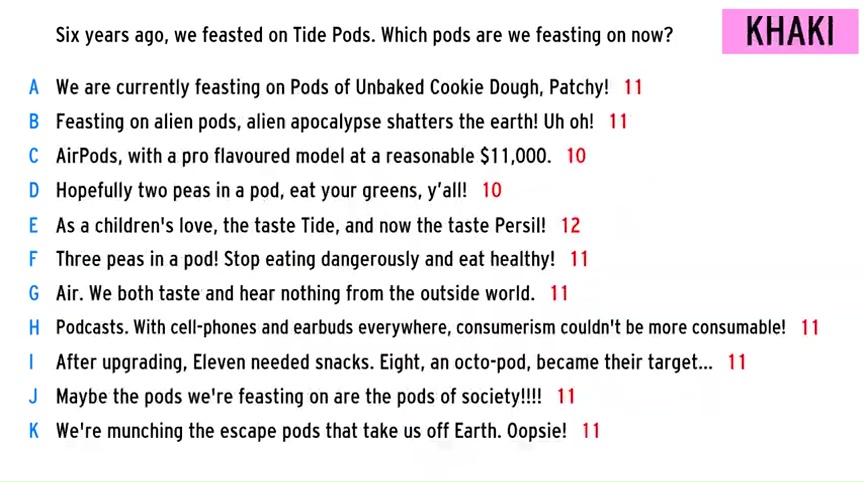 Six years ago, we feasted on Tide Pods. Which pods are we feasting on now?
KHAKI
A We are currently feasting on Pods of Unbaked Cookie Dough, Patchy! 11
B Feasting on alien pods, alien apocalypse shatters the earth! Uh oh! 11
C AirPods, with a pro flavoured model at a reasonable $11,000. 10
D Hopefully two peas in a pod, eat your greens, y'all! 10
E As a children's love, the taste Tide, and now the taste Persil! 12
F Three peas in a pod! Stop eating dangerously and eat healthy! 11
G Air. We both taste and hear nothing from the outside world. 11
H Podcasts. With cell-phones and earbuds everywhere, consumerism couldn't be more consumable! 11
I After upgrading, Eleven needed snacks. Eight, an octo-pod, became their target... 11
J Maybe the pods we're feasting on are the pods of society!!!! 11
K We're munching the escape pods that take us off Earth. Oopsie! 11